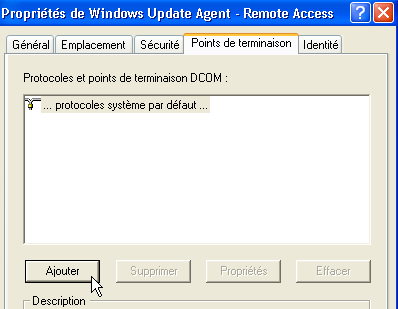 Propriétés de Windows Update Agent - Remote Access
Général Emplacement Sécurité Points de terminaison Identité
Protocoles et points de terminaison DCOM :
... protocoles système par défaut ...
Ajouter Supprimer Propriétés Effacer
Description